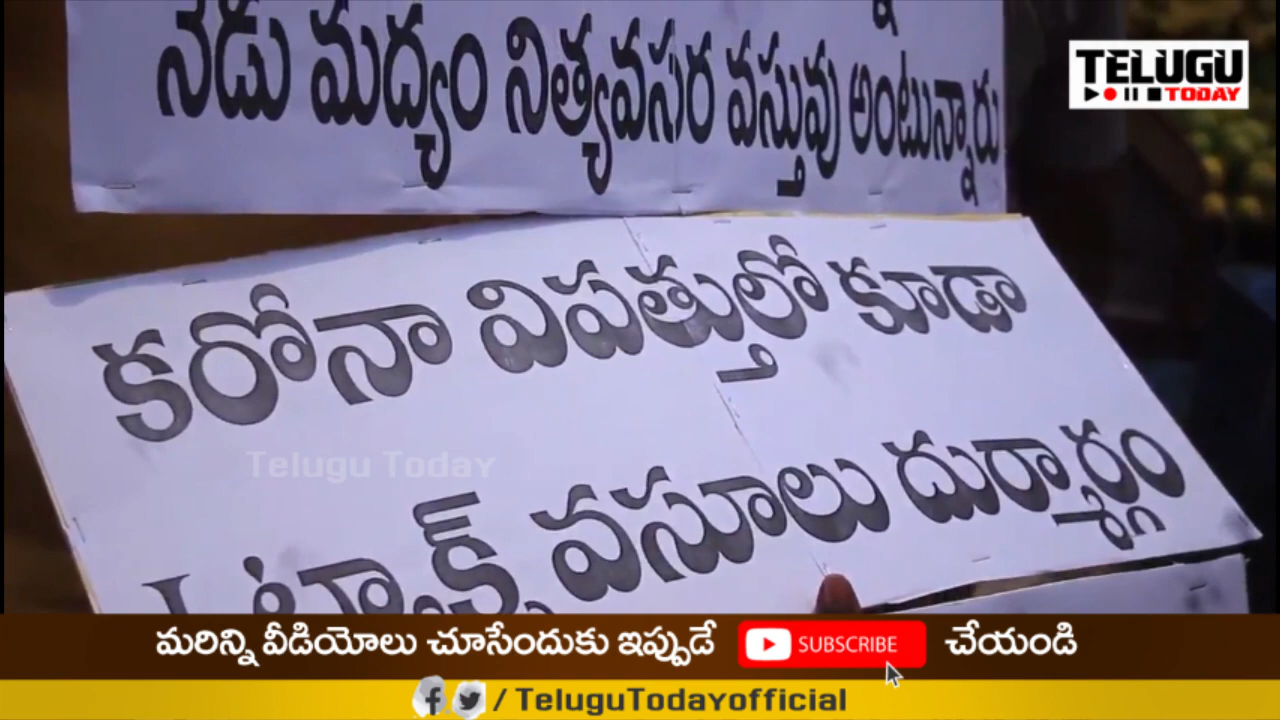 నేడు మద్యం నిత్యవసర వస్తువు అంటున్నారు
TELUGU
TODAY
కరోనా విపత్తులో కూడా
Telugu Today
వసూలు దుర్మార్గం
మరిన్ని వీడియోలు చూసేందుకు ఇప్పుడే SUBSCRIBE చేయండి
/ TeluguTodayofficial